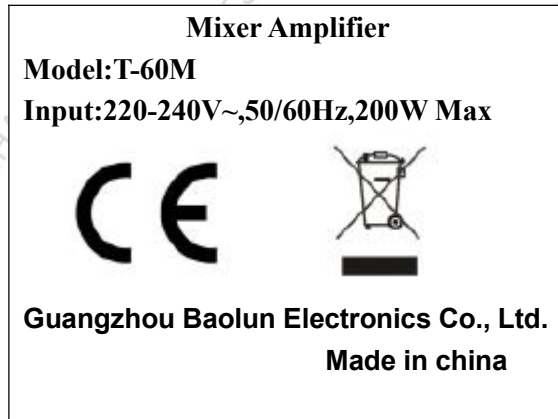 Mixer Amplifier
Model:T-60M
Input:220-240V~,50/60Hz,200W Max
CE
Guangzhou Baolun Electronics Co., Ltd.
Made in china